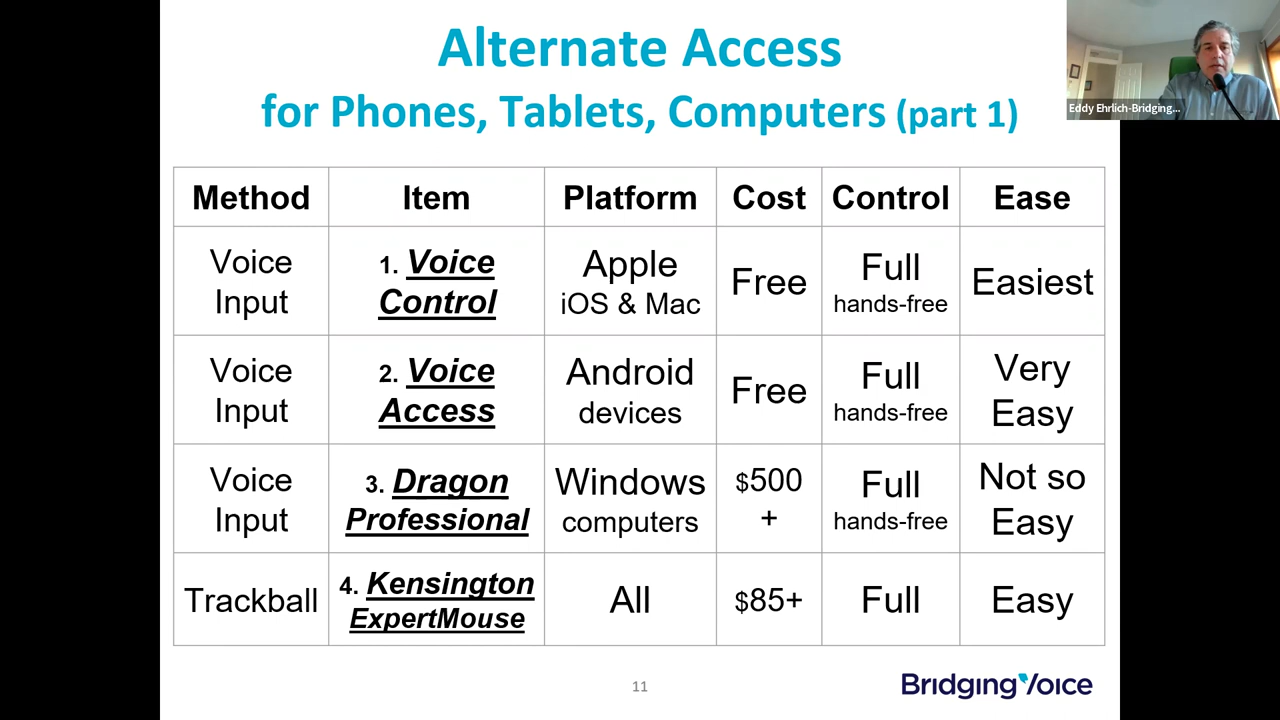 Alternate Access
for Phones, Tablets, Computers (part 1)
Eddy Ehrlich-Bridging...
Method Item Platform Cost Control Ease
Voice Input 1. Voice Control Apple iOS & Mac Free Full hands-free Easiest
Voice Input 2. Voice Access Android devices Free Full hands-free Very Easy
Voice Input 3. Dragon Professional Windows computers $500 + Full hands-free Not so Easy
Trackball 4. Kensington ExpertMouse All $85+ Full Easy
11
BridgingVoice